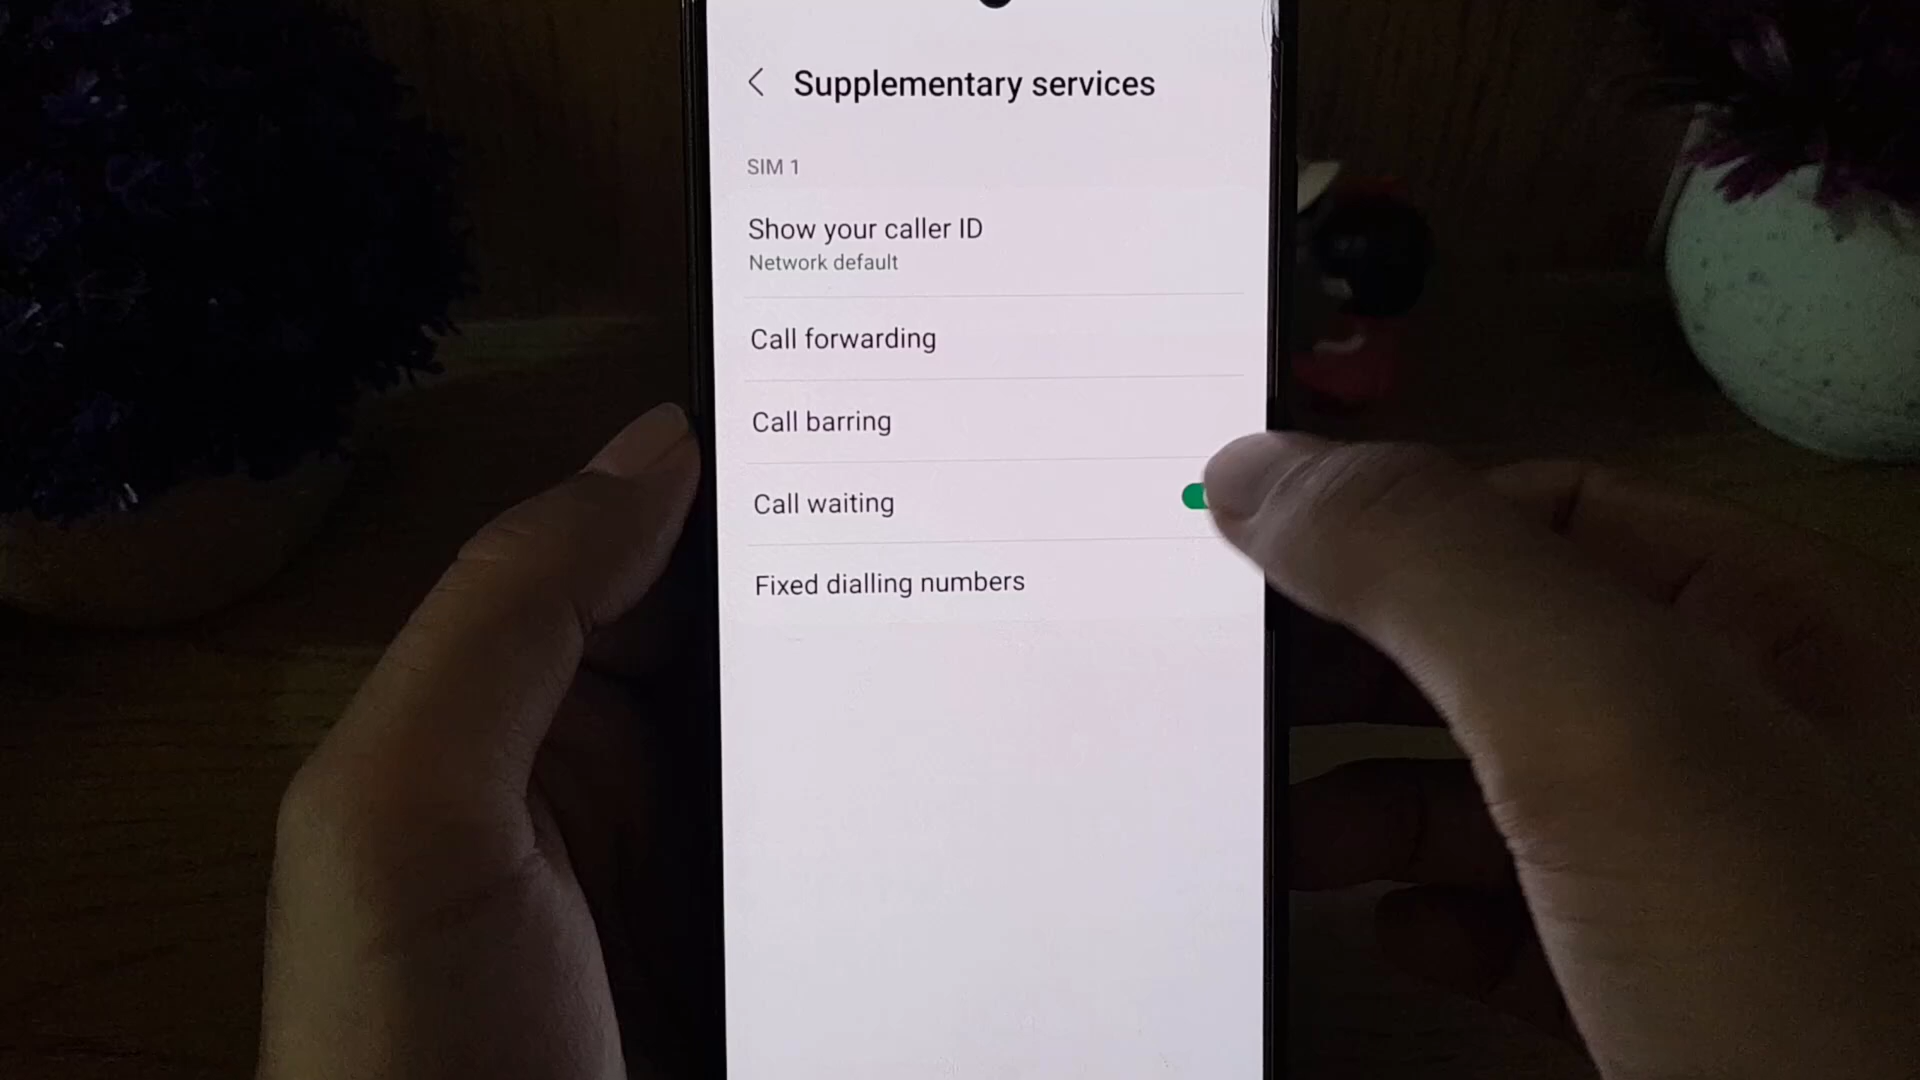 Supplementary services
SIM 1
Show your caller ID
Network default
Call forwarding
Call barring
Call waiting
Fixed dialling numbers